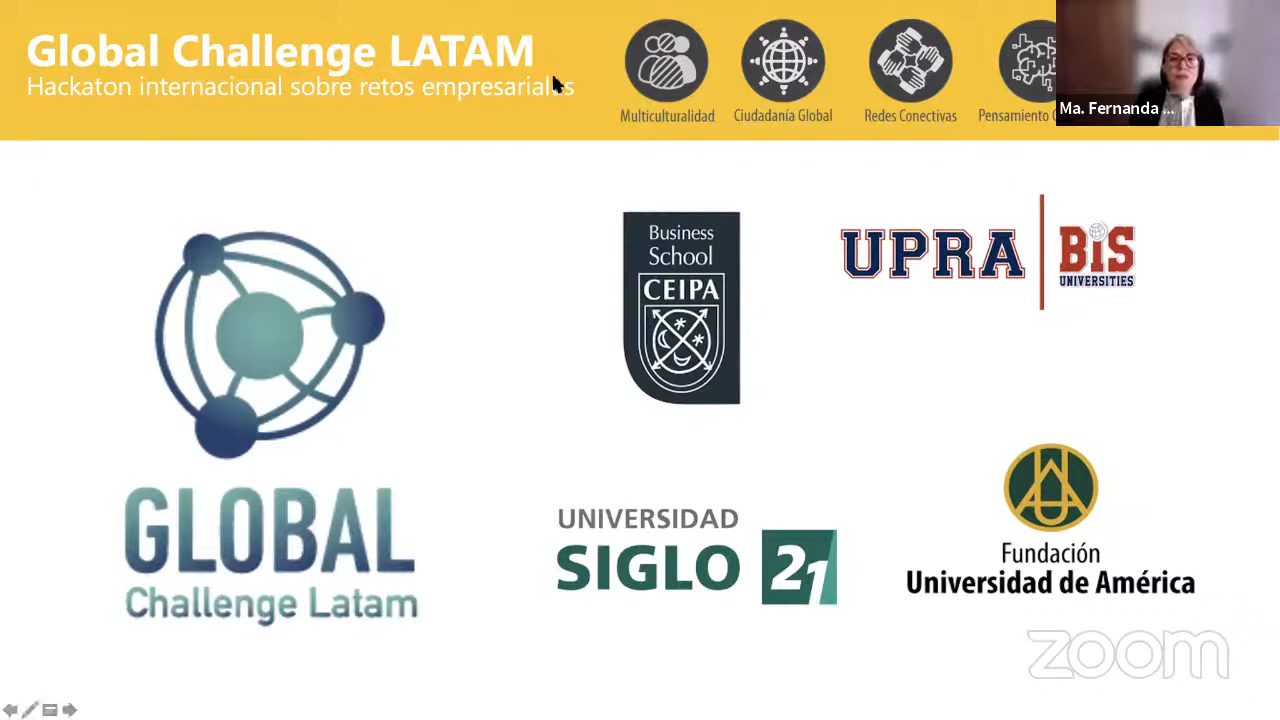 Global Challenge LATAM
Hackaton internacional sobre retos empresariales
Multiculturalidad
Ciudadanía Global
Redes Conectivas
Pensamiento
Ma. Fernanda ...
GLOBAL
Challenge Latam
Business
School
CEIPA
UPRA
BIS
UNIVERSITIES
UNIVERSIDAD
SIGLO 21
Fundación
Universidad de América
zoom